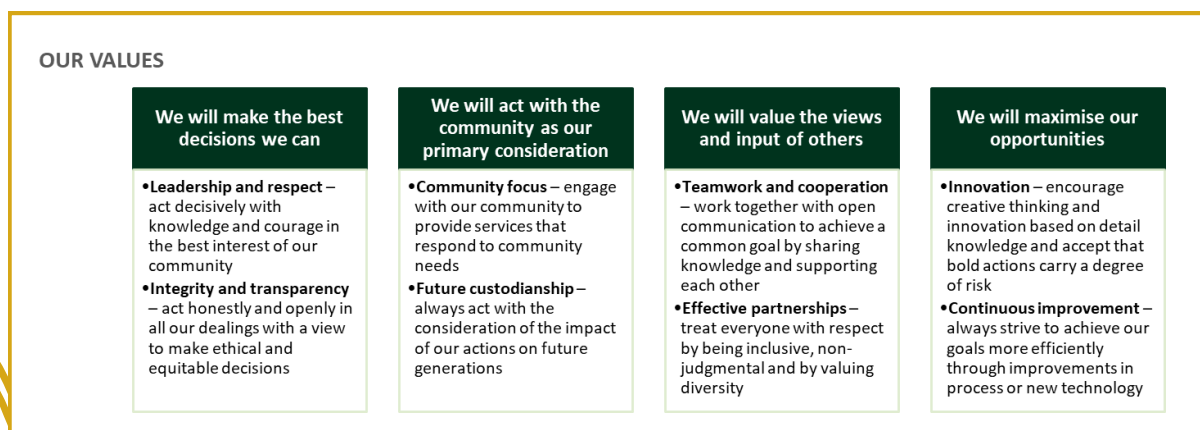 OUR VALUES
We will make the best
decisions we can
•Leadership and respect –
act decisively with
knowledge and courage in
the best interest of our
community
•Integrity and transparency
– act honestly and openly in
all our dealings with a view
to make ethical and
equitable decisions
We will act with the
community as our
primary consideration
•Community focus – engage
with our community to
provide services that
respond to community
needs
•Future custodianship –
always act with the
consideration of the impact
of our actions on future
generations
We will value the views
and input of others
•Teamwork and cooperation
– work together with open
communication to achieve a
common goal by sharing
knowledge and supporting
each other
•Effective partnerships –
treat everyone with respect
by being inclusive, non-
judgmental and by valuing
diversity
We will maximise our
opportunities
•Innovation – encourage
creative thinking and
innovation based on detail
knowledge and accept that
bold actions carry a degree
of risk
•Continuous improvement –
always strive to achieve our
goals more efficiently
through improvements in
process or new technology